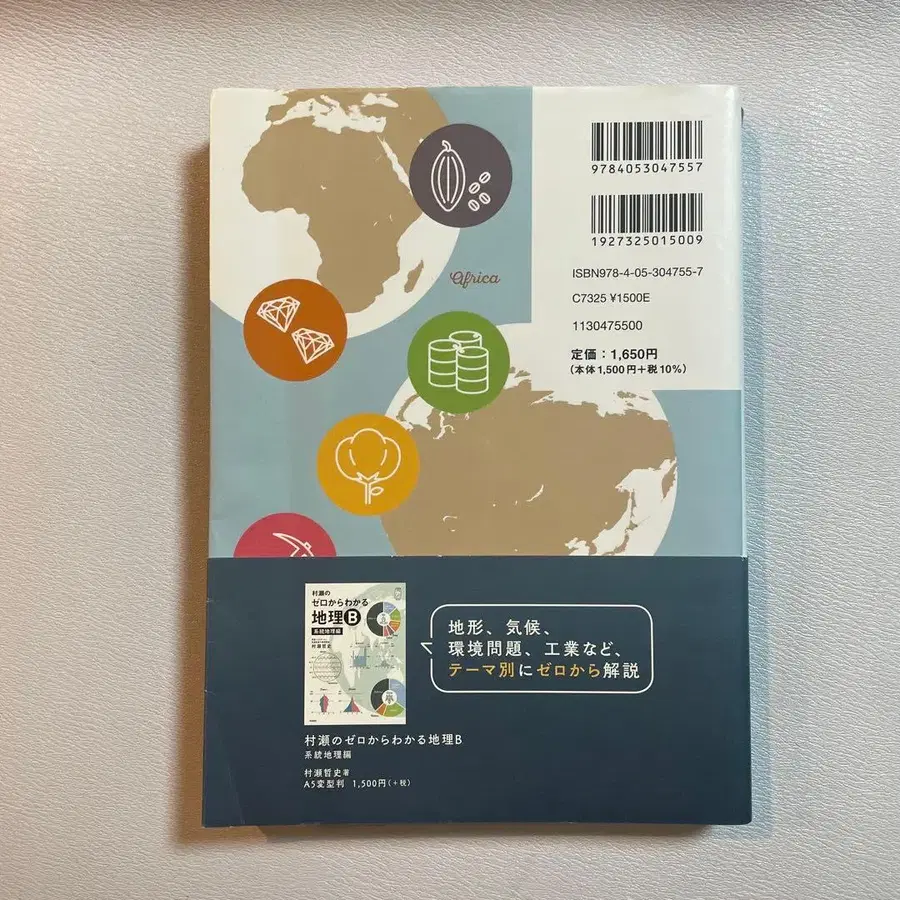 9784053047557
1927325015009
ISBN978-4-05-304755-7
C7325 ¥1500E
1130475500
定価：1,650円
（本体1,500円＋税10%）
Africa
村瀬の
ゼロからわかる
地理B
系統地理編
村瀬哲史
地形、気候、
環境問題、工業など、
テーマ別にゼロから解説
村瀬のゼロからわかる地理B
系統地理編
村瀬哲史著
A5変型判 1,500円（＋税）